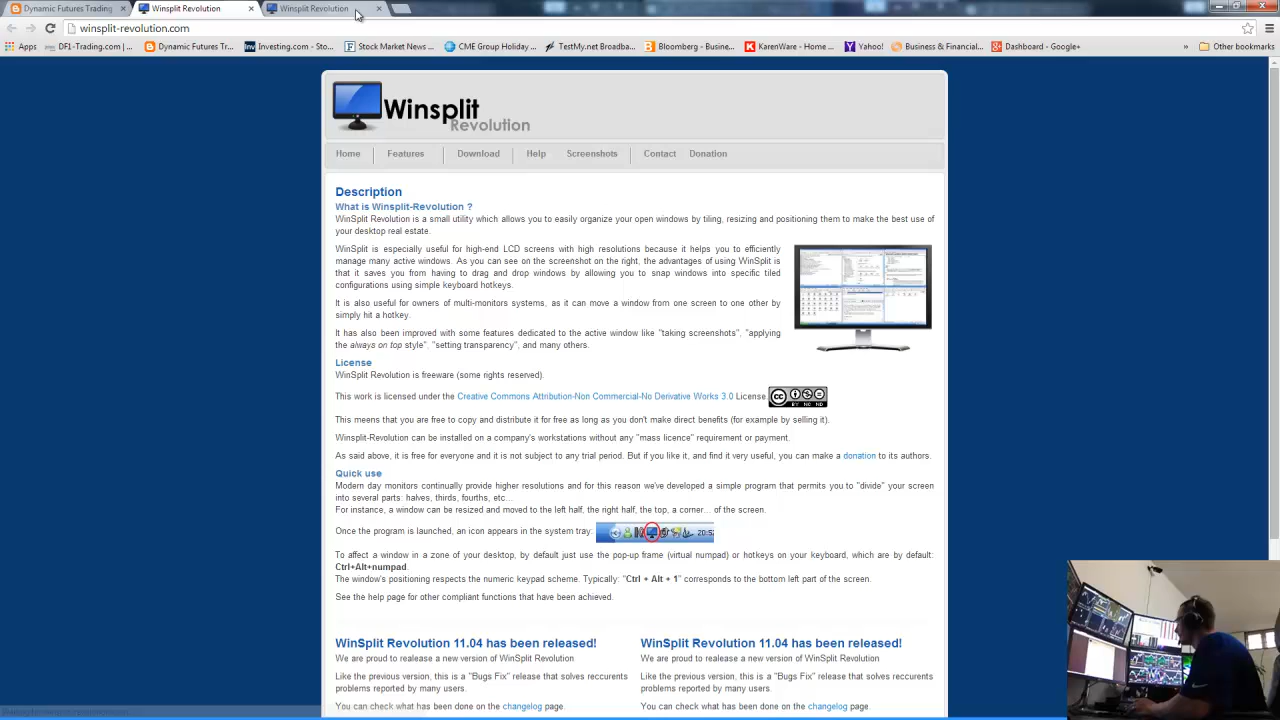 Dynamic Futures Trading
Winsplit Revolution
Winsplit Revolution
winsplit-revolution.com
Apps
DFI-Trading.com | ...
Dynamic Futures Tr...
Investing.com - Sto...
Stock Market News ...
CME Group Holiday ...
TestMy.net Broadba...
Bloomberg - Busine...
KarenWare - Home ...
Yahoo!
Business & Financial...
Dashboard - Google+
»
Other bookmarks
Winsplit
Revolution
Home
Features
Download
Help
Screenshots
Contact
Donation
Description
What is Winsplit-Revolution ?
WinSplit Revolution is a small utility which allows you to easily organize your open windows by tiling, resizing and positioning them to make the best use of
your desktop real estate.
WinSplit is especially useful for high-end LCD screens with high resolutions because it helps you to efficiently
manage many active windows. As you can see on the screenshot on the right, the advantages of using WinSplit is
that it saves you from having to drag and drop windows by allowing you to snap windows into specific tiled
configurations using simple keyboard hotkeys.
It is also useful for owners of multi-monitors systems, as it can move a window from one screen to one other by
simply hit a hotkey.
It has also been improved with some features dedicated to the active window like "taking screenshots", "applying
the always on top style", "setting transparency", and many others.
License
WinSplit Revolution is freeware (some rights reserved).
This work is licensed under the Creative Commons Attribution-Non Commercial-No Derivative Works 3.0 License.
BY NC ND
This means that you are free to copy and distribute it for free as long as you don't make direct benefits (for example by selling it).
Winsplit-Revolution can be installed on a company's workstations without any "mass licence" requirement or payment.
As said above, it is free for everyone and it is not subject to any trial period. But if you like it, and find it very useful, you can make a donation to its authors.
Quick use
Modern day monitors continually provide higher resolutions and for this reason we've developed a simple program that permits you to "divide" your screen
into several parts: halves, thirds, fourths, etc...
For instance, a window can be resized and moved to the left half, the right half, the top, a corner... of the screen.
Once the program is launched, an icon appears in the system tray:
To affect a window in a zone of your desktop, by default just use the pop-up frame (virtual numpad) or hotkeys on your keyboard, which are by default:
Ctrl+Alt+numpad.
The window's positioning respects the numeric keypad scheme. Typically: "Ctrl + Alt + 1" corresponds to the bottom left part of the screen.
See the help page for other compliant functions that have been achieved.
WinSplit Revolution 11.04 has been released!
We are proud to realease a new version of WinSplit Revolution
Like the previous version, this is a "Bugs Fix" release that solves reccurents
problems reported by many users.
You can check what has been done on the changelog page.
WinSplit Revolution 11.04 has been released!
We are proud to realease a new version of WinSplit Revolution
Like the previous version, this is a "Bugs Fix" release that solves reccurents
problems reported by many users.
You can check what has been done on the changelog page